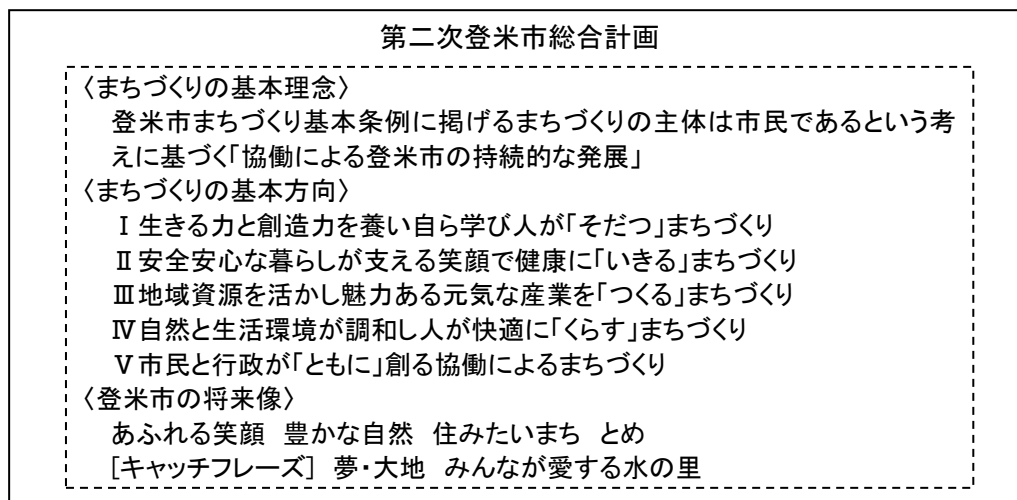 第二次登米市総合計画
〈まちづくりの基本理念〉
登米市まちづくり基本条例に掲げるまちづくりの主体は市民であるという考
えに基づく「協働による登米市の持続的な発展」
〈まちづくりの基本方向〉
Ⅰ生きる力と創造力を養い自ら学び人が「そだつ」まちづくり
Ⅱ安全安心な暮らしが支える笑顔で健康に「いきる」まちづくり
Ⅲ地域資源を活かし魅力ある元気な産業を「つくる」まちづくり
Ⅳ自然と生活環境が調和し人が快適に「くらす」まちづくり
Ⅴ市民と行政が「ともに」創る協働によるまちづくり
〈登米市の将来像〉
あふれる笑顔 豊かな自然 住みたいまち とめ
[キャッチフレーズ] 夢・大地 みんなが愛する水の里